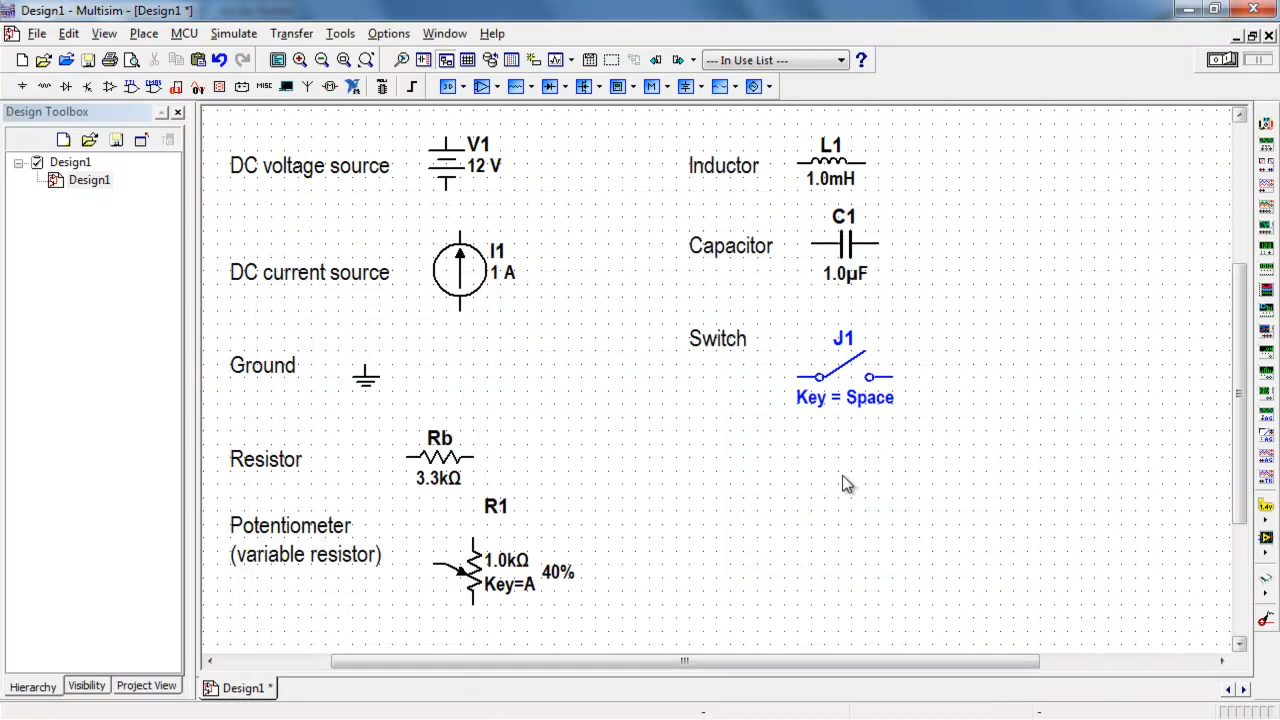 Design1 - Multisim - [Design1 *]
File Edit View Place MCU Simulate Transfer Tools Options Window Help
--- In Use List ---
Design Toolbox
Design1
Design1
DC voltage source
V1
12 V
DC current source
I1
1 A
Ground
Resistor
Rb
3.3kΩ
Potentiometer
(variable resistor)
R1
1.0kΩ
Key=A
40%
Inductor
L1
1.0mH
Capacitor
C1
1.0µF
Switch
J1
Key = Space
Hierarchy Visibility Project View
Design1 *